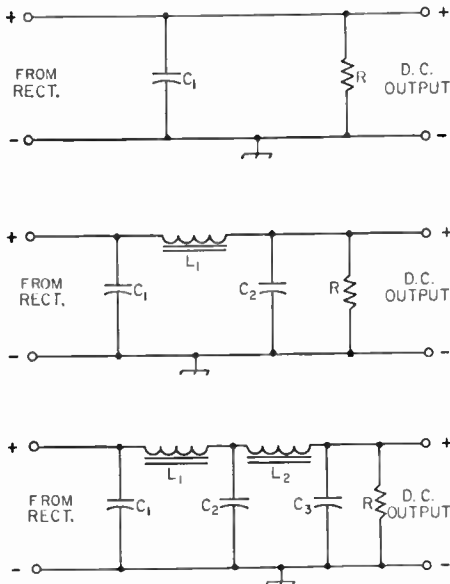 + +
FROM
RECT.
C1
R
D. C.
OUTPUT
- -
+ +
L1
FROM
RECT.
C1
C2
R
D. C.
OUTPUT
- -
+ +
L1 L2
FROM
RECT.
C1
C2
C3
R
D. C.
OUTPUT
- -